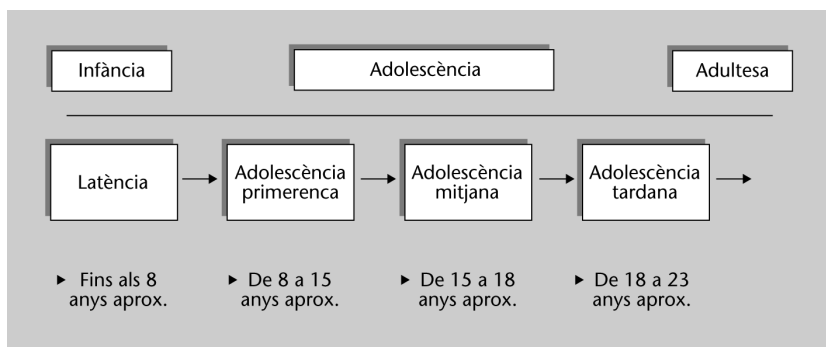 Infància
Adolescència
Adultesa
Latència
Adolescència
primerenca
Adolescència
mitjana
Adolescència
tardana
Fins als 8
anys aprox.
De 8 a 15
anys aprox.
De 15 a 18
anys aprox.
De 18 a 23
anys aprox.